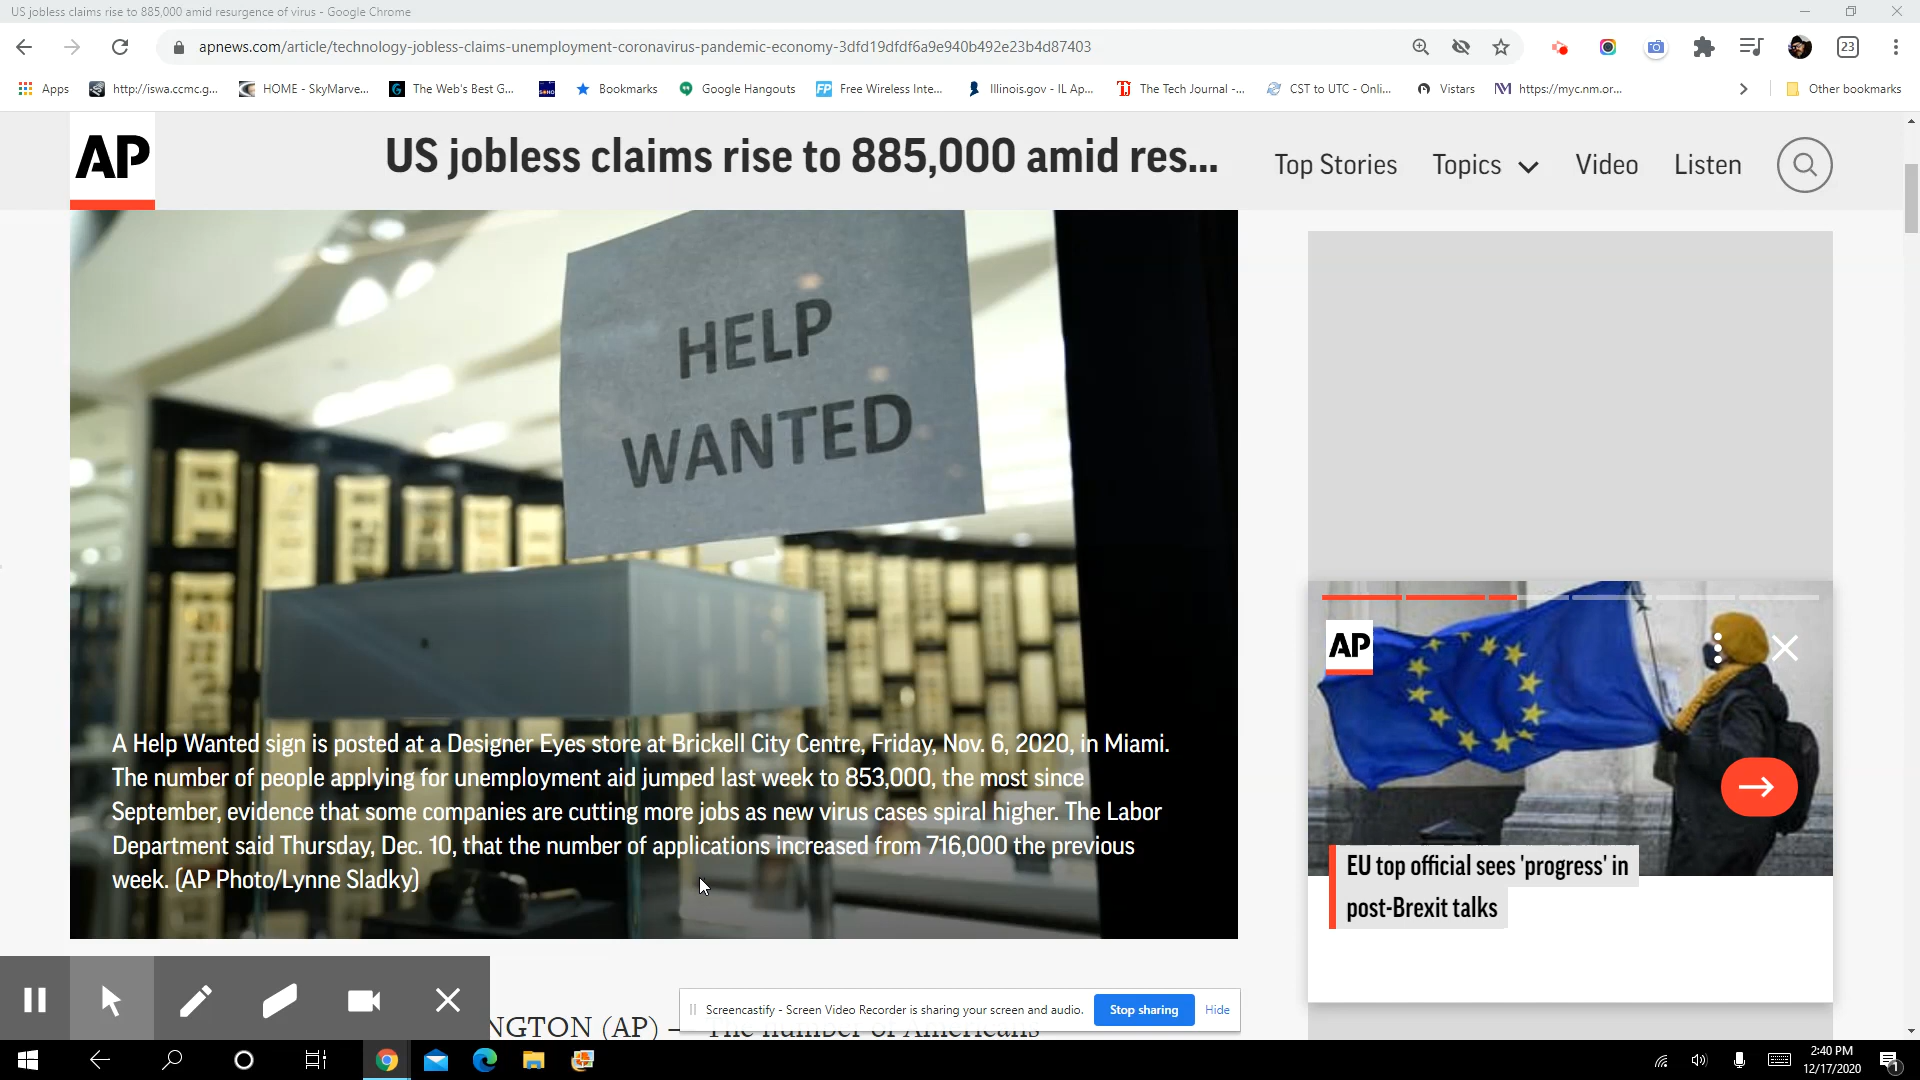 US jobless claims rise to 885,000 amid resurgence of virus - Google Chrome
apnews.com/article/technology-jobless-claims-unemployment-coronavirus-pandemic-economy-3dfd19dfdf6a9e940b492e23b4d87403
23
Apps
http://iswa.ccmc.g...
HOME - SkyMarve...
The Web's Best G...
Bookmarks
Google Hangouts
FP
Free Wireless Inte...
Illinois.gov - IL Ap...
The Tech Journal -...
CST to UTC - Onli...
Vistars
https://myc.nm.or...
Other bookmarks
AP
US jobless claims rise to 885,000 amid res...
Top Stories
Topics
Video
Listen
HELP
WANTED
A Help Wanted sign is posted at a Designer Eyes store at Brickell City Centre, Friday, Nov. 6, 2020, in Miami.
The number of people applying for unemployment aid jumped last week to 853,000, the most since
September, evidence that some companies are cutting more jobs as new virus cases spiral higher. The Labor
Department said Thursday, Dec. 10, that the number of applications increased from 716,000 the previous
week. (AP Photo/Lynne Sladky)
AP
EU top official sees 'progress' in
post-Brexit talks
NGTON (AP) — The number of Americans
Screencastify - Screen Video Recorder is sharing your screen and audio.
Stop sharing
Hide
2:40 PM
12/17/2020
1